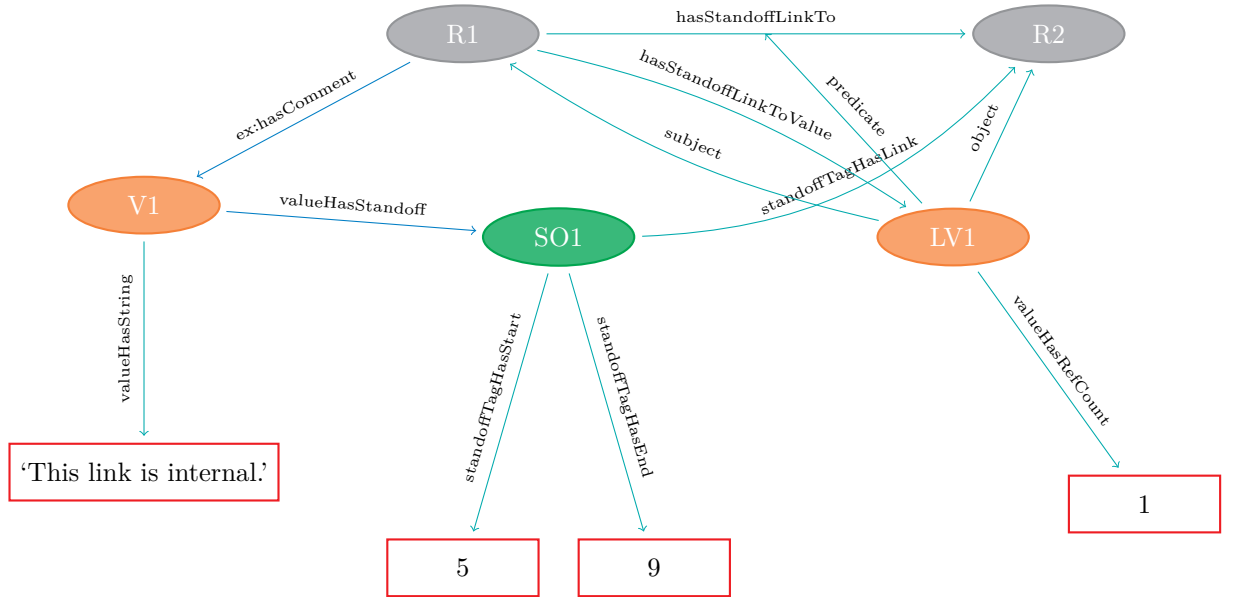 hasStandoffLinkTo
R1
R2
hasStandoffLinkToValue
predicate
ex:hasComment
object
subject
standoffTagHasLink
V1
valueHasStandoff
SO1
LV1
valueHasString
standoffTagHasStart
standoffTagHasEnd
valueHasRefCount
‘This link is internal.’
1
5
9